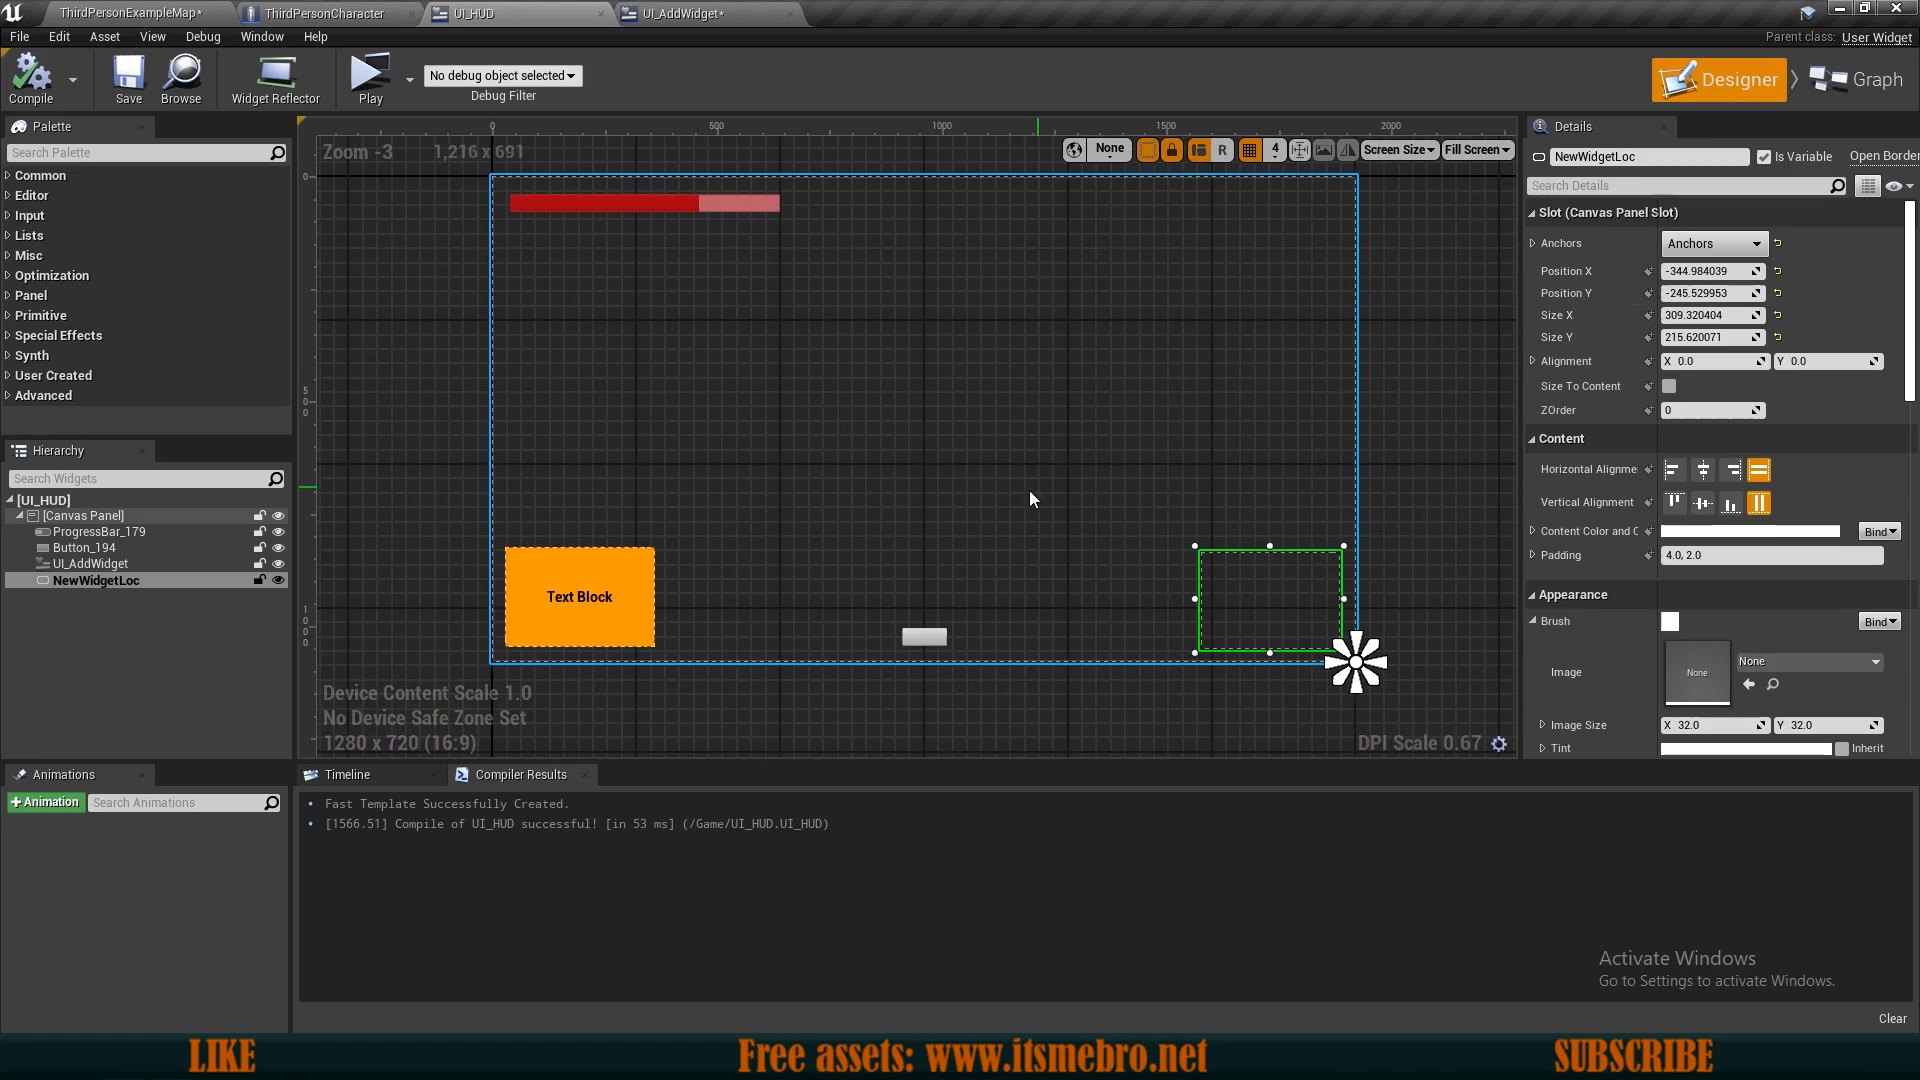 ThirdPersonExampleMap* ThirdPersonCharacter UI_HUD UI_AddWidget*
File Edit Asset View Debug Window Help Parent class: User Widget
Compile Save Browse Widget Reflector Play No debug object selected Debug Filter Designer Graph
Palette
Search Palette
Common
Editor
Input
Lists
Misc
Optimization
Panel
Primitive
Special Effects
Synth
User Created
Advanced
Hierarchy
Search Widgets
[UI_HUD]
[Canvas Panel]
ProgressBar_179
Button_194
UI_AddWidget
NewWidgetLoc
Animations
+ Animation Search Animations
0 500 1000 1500 2000
Zoom -3 1,216 x 691 None R 4 Screen Size Fill Screen
0
500
1000
Text Block
Device Content Scale 1.0
No Device Safe Zone Set
1280 x 720 (16:9) DPI Scale 0.67
Details
NewWidgetLoc Is Variable Open Border
Search Details
Slot (Canvas Panel Slot)
Anchors Anchors
Position X -344.984039
Position Y -245.529953
Size X 309.320404
Size Y 215.620071
Alignment X 0.0 Y 0.0
Size To Content
ZOrder 0
Content
Horizontal Alignme
Vertical Alignment
Content Color and C Bind
Padding 4.0, 2.0
Appearance
Brush Bind
Image None None
Image Size X 32.0 Y 32.0
Tint Inherit
Timeline Compiler Results
Fast Template Successfully Created.
[1566.51] Compile of UI_HUD successful! [in 53 ms] (/Game/UI_HUD.UI_HUD)
Activate Windows
Go to Settings to activate Windows.
Clear
LIKE Free assets: www.itsmebro.net SUBSCRIBE